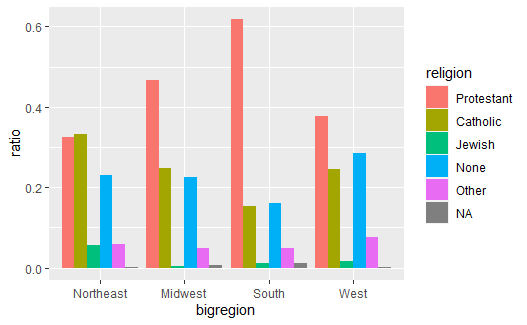 ratio
0.6
0.4
0.2
0.0
Northeast Midwest South West
bigregion
religion
Protestant
Catholic
Jewish
None
Other
NA